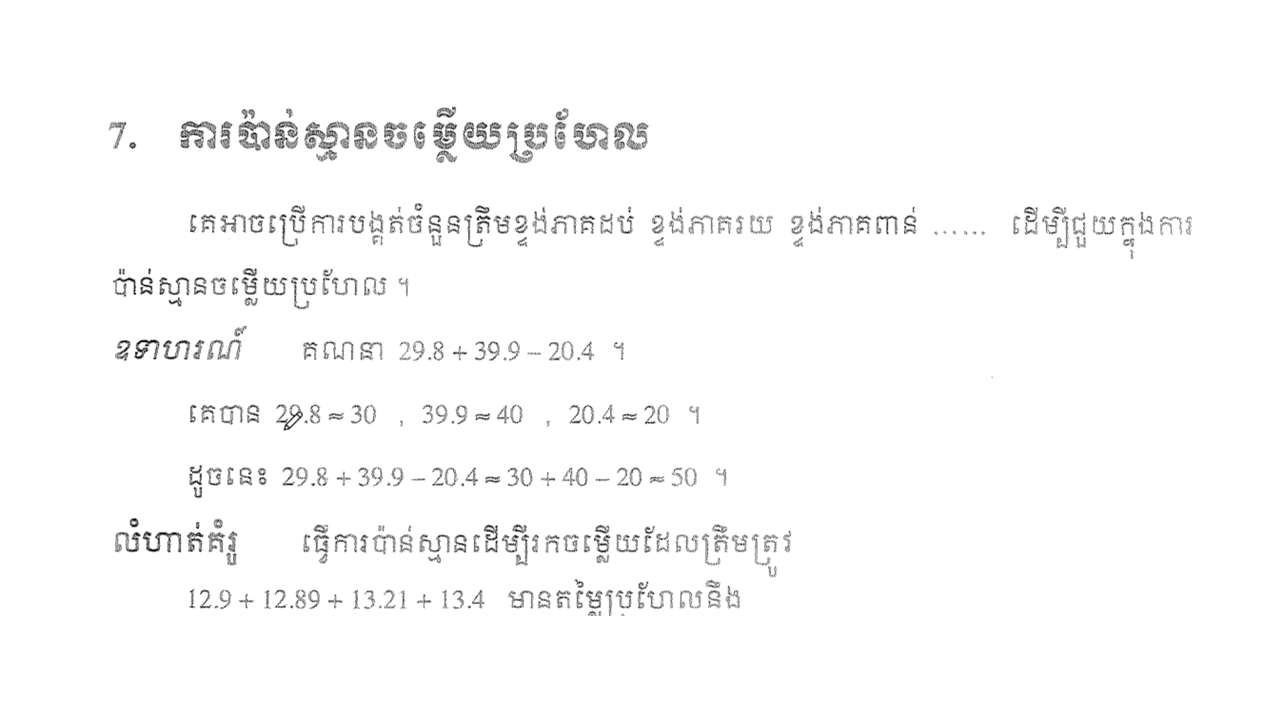 7. ការប៉ាន់ស្មានចម្លើយប្រហែល
គេអាចប្រើការបង្គត់ចំនួនត្រឹមខ្ទង់ភាគដប់ ខ្ទង់ភាគរយ ខ្ទង់ភាគពាន់ ...... ដើម្បីជួយក្នុងការ
ប៉ាន់ស្មានចម្លើយប្រហែល ។
ឧទាហរណ៍ គណនា 29.8 + 39.9 – 20.4 ។
គេបាន 29.8 ≈ 30 , 39.9 ≈ 40 , 20.4 ≈ 20 ។
ដូចនេះ 29.8 + 39.9 – 20.4 ≈ 30 + 40 – 20 ≈ 50 ។
លំហាត់គំរូ ធ្វើការប៉ាន់ស្មានដើម្បីរកចម្លើយដែលត្រឹមត្រូវ
12.9 + 12.89 + 13.21 + 13.4 មានតម្លៃប្រហែលនឹង